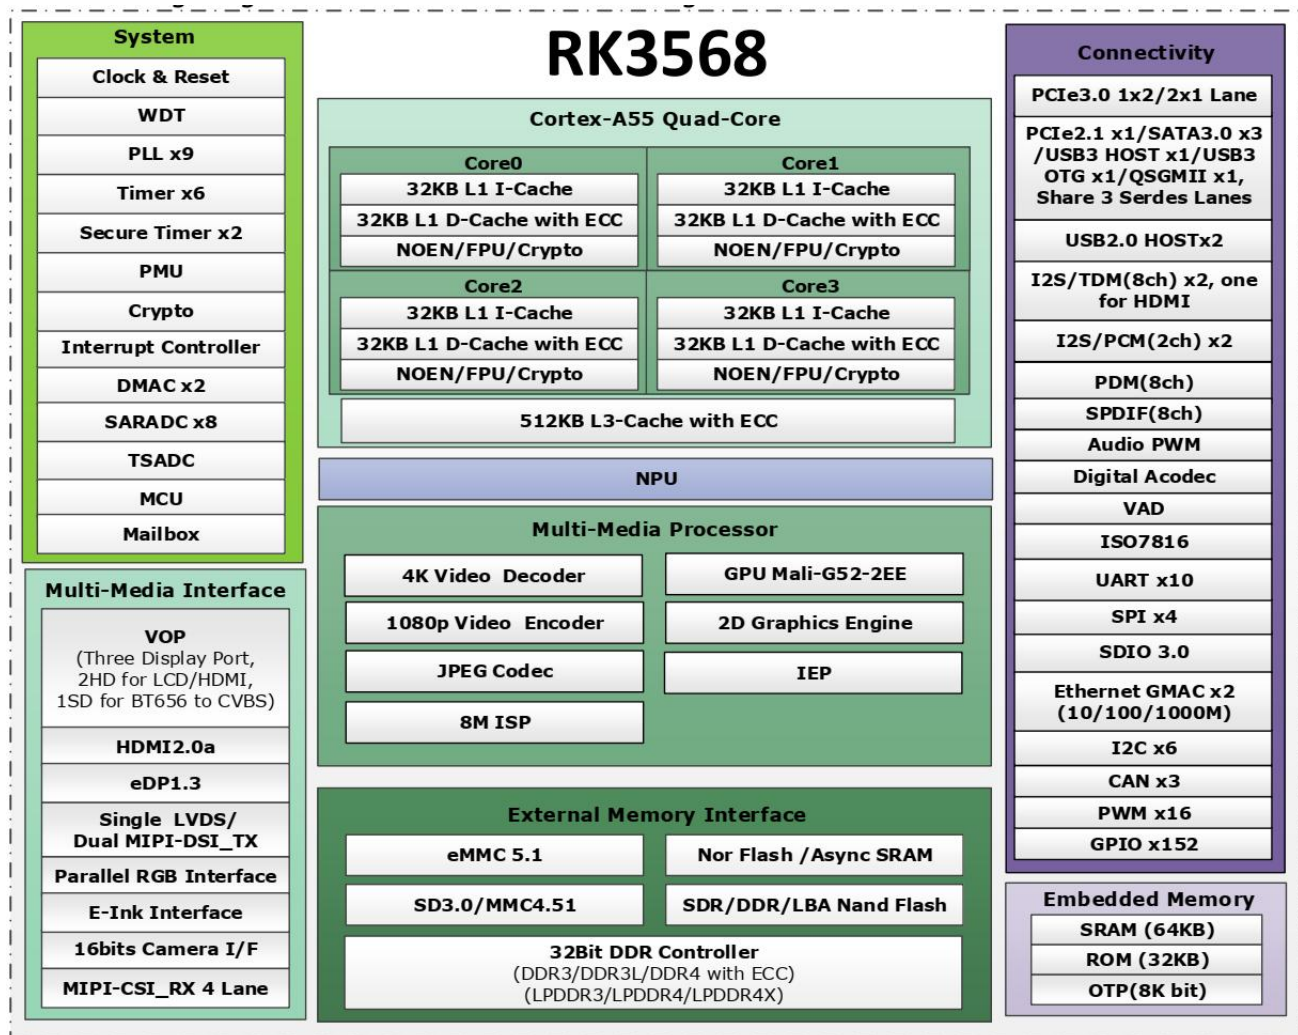 System
Clock & Reset
WDT
PLL x9
Timer x6
Secure Timer x2
PMU
Crypto
Interrupt Controller
DMAC x2
SARADC x8
TSADC
MCU
Mailbox
Multi-Media Interface
VOP
(Three Display Port,
2HD for LCD/HDMI,
1SD for BT656 to CVBS)
HDMI2.0a
eDP1.3
Single LVDS/
Dual MIPI-DSI_TX
Parallel RGB Interface
E-Ink Interface
16bits Camera I/F
MIPI-CSI_RX 4 Lane
RK3568
Cortex-A55 Quad-Core
Core0
32KB L1 I-Cache
32KB L1 D-Cache with ECC
NOEN/FPU/Crypto
Core1
32KB L1 I-Cache
32KB L1 D-Cache with ECC
NOEN/FPU/Crypto
Core2
32KB L1 I-Cache
32KB L1 D-Cache with ECC
NOEN/FPU/Crypto
Core3
32KB L1 I-Cache
32KB L1 D-Cache with ECC
NOEN/FPU/Crypto
512KB L3-Cache with ECC
NPU
Multi-Media Processor
4K Video Decoder
GPU Mali-G52-2EE
1080p Video Encoder
2D Graphics Engine
JPEG Codec
IEP
8M ISP
External Memory Interface
eMMC 5.1
Nor Flash /Async SRAM
SD3.0/MMC4.51
SDR/DDR/LBA Nand Flash
32Bit DDR Controller
(DDR3/DDR3L/DDR4 with ECC)
(LPDDR3/LPDDR4/LPDDR4X)
Connectivity
PCIe3.0 1x2/2x1 Lane
PCIe2.1 x1/SATA3.0 x3
/USB3 HOST x1/USB3
OTG x1/QSGMII x1,
Share 3 Serdes Lanes
USB2.0 HOSTx2
I2S/TDM(8ch) x2, one
for HDMI
I2S/PCM(2ch) x2
PDM(8ch)
SPDIF(8ch)
Audio PWM
Digital Acodec
VAD
ISO7816
UART x10
SPI x4
SDIO 3.0
Ethernet GMAC x2
(10/100/1000M)
I2C x6
CAN x3
PWM x16
GPIO x152
Embedded Memory
SRAM (64KB)
ROM (32KB)
OTP(8K bit)